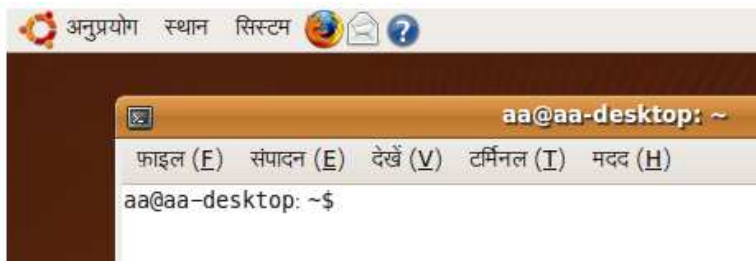 अनुप्रयोग स्थान सिस्टम
aa@aa-desktop: ~
फ़ाइल (F) संपादन (E) देखें (V) टर्मिनल (T) मदद (H)
aa@aa-desktop: ~$